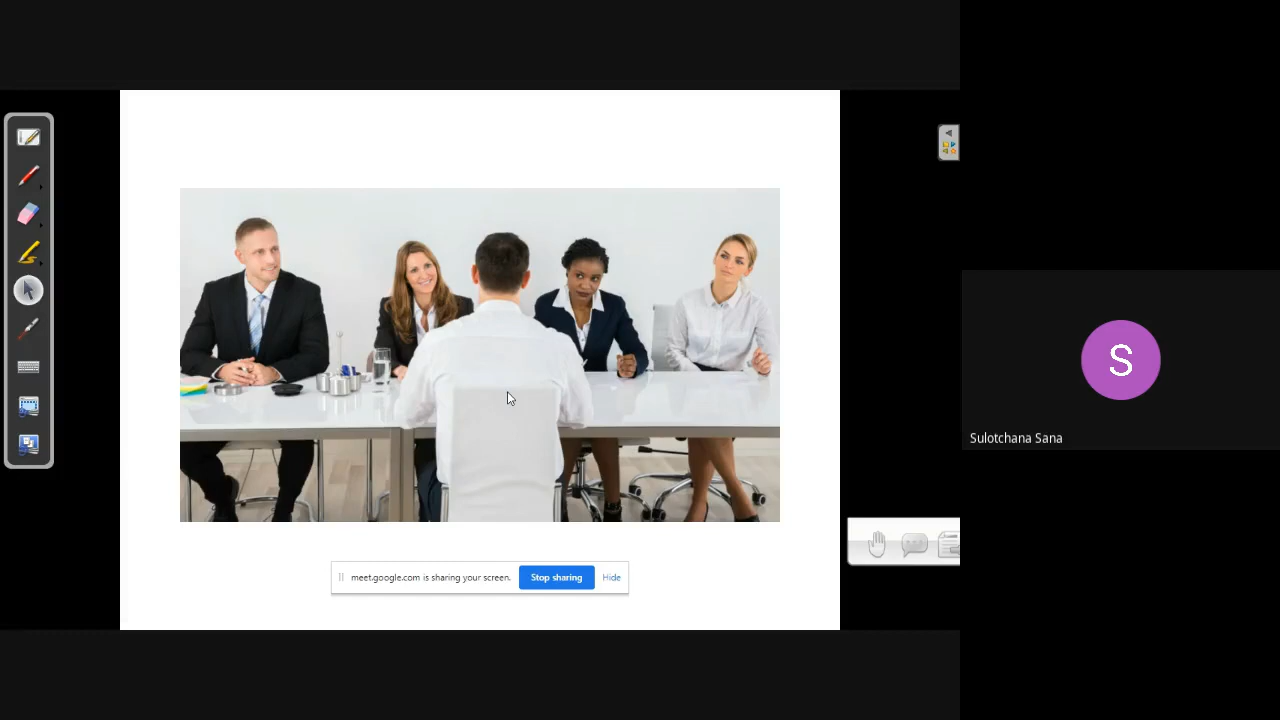 S
Sulotchana Sana
meet.google.com is sharing your screen.
Stop sharing
Hide